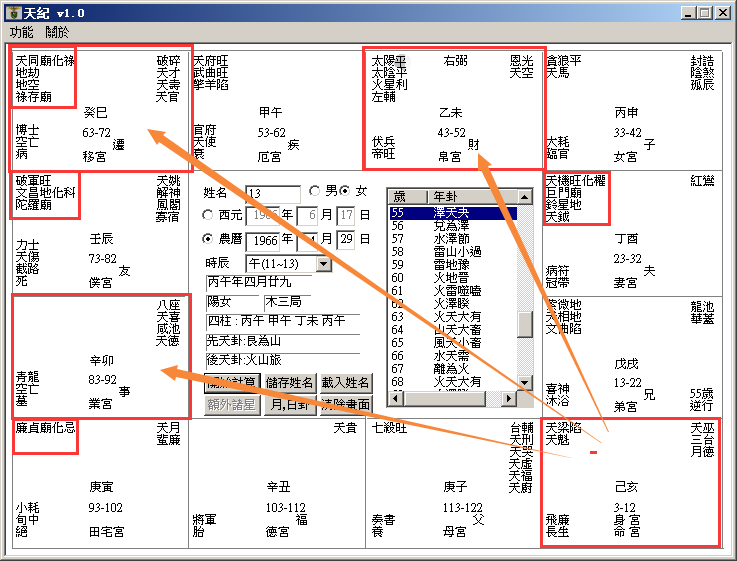 天紀 v1.0
功能 關於
天同廟化祿 破碎
地劫 天才
地空 天壽
祿存廟 天官
癸巳
博士 63-72
空亡 遷
病 移宮
天府旺
武曲旺
擎羊陷
甲午
官府 53-62
天使 疾
衰 厄宮
太陽平 右弼 恩光
太陰平 天空
火星利
左輔
乙未
伏兵 43-52
財
帝旺 帛宮
貪狼平 封誥
天馬 陰煞
孤辰
丙申
大耗 33-42
子
臨官 女宮
破軍旺 天姚
文昌地化科 解神
陀羅廟 鳳閣
寡宿
壬辰
力士
天傷 73-82
截路 友
死 僕宮
姓名 13 男 女
西元 1966 年 6 月 17 日
農曆 1966 年 4 月 29 日
時辰 午(11~13)
丙午年四月廿九
陽女 木三局
四柱 : 丙午 甲午 丁未 丙午
先天卦:艮為山
後天卦:火山旅
開始計算 儲存姓名 載入姓名
額外諸星 月,日卦 清除畫面
歲 年卦
55 澤天夬
56 兌為澤
57 水澤節
58 雷山小過
59 雷地豫
60 火地晉
61 火雷噬嗑
62 火澤睽
63 火天大有
64 山天大畜
65 風天小畜
66 水天需
67 離為火
68 火天大有
天機旺化權 紅鸞
巨門廟
鈴星地
天鉞
丁酉
病符 23-32
夫
冠帶 妻宮
八座
天喜
咸池
天德
辛卯
青龍 83-92
空亡 事
墓 業宮
紫微地 龍池
天相地 華蓋
文曲陷
戊戌
喜神 13-22 55歲
兄
沐浴 弟宮 逆行
廉貞廟化忌 天月
蜚廉
庚寅
小耗 93-102
旬中
絕 田宅宮
天貴
辛丑
103-112
將軍 福
胎 德宮
七殺旺 台輔
天刑
天哭
天虛
天福
天廚
庚子
113-122
奏書 父
養 母宮
天梁陷 天巫
天魁 三台
月德
己亥
3-12
飛廉 身宮
長生 命宮